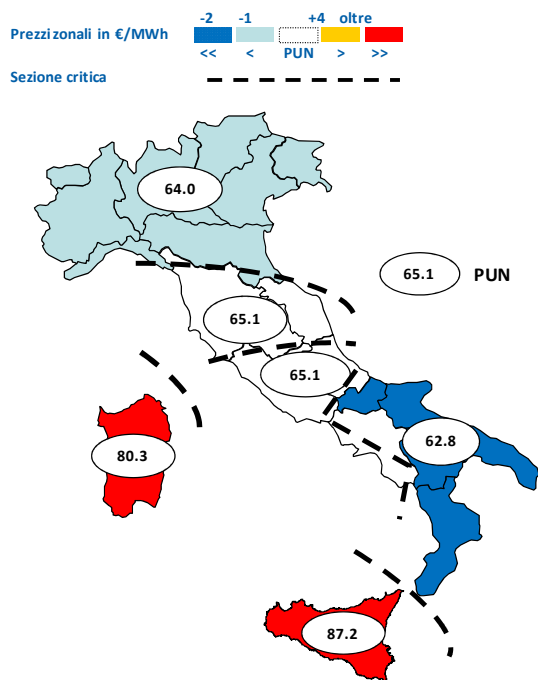 -2 -1 +4 oltre
Prezzi zonali in €/MWh
<< < PUN > >>
Sezione critica
64.0
65.1 PUN
65.1
65.1
62.8
80.3
87.2